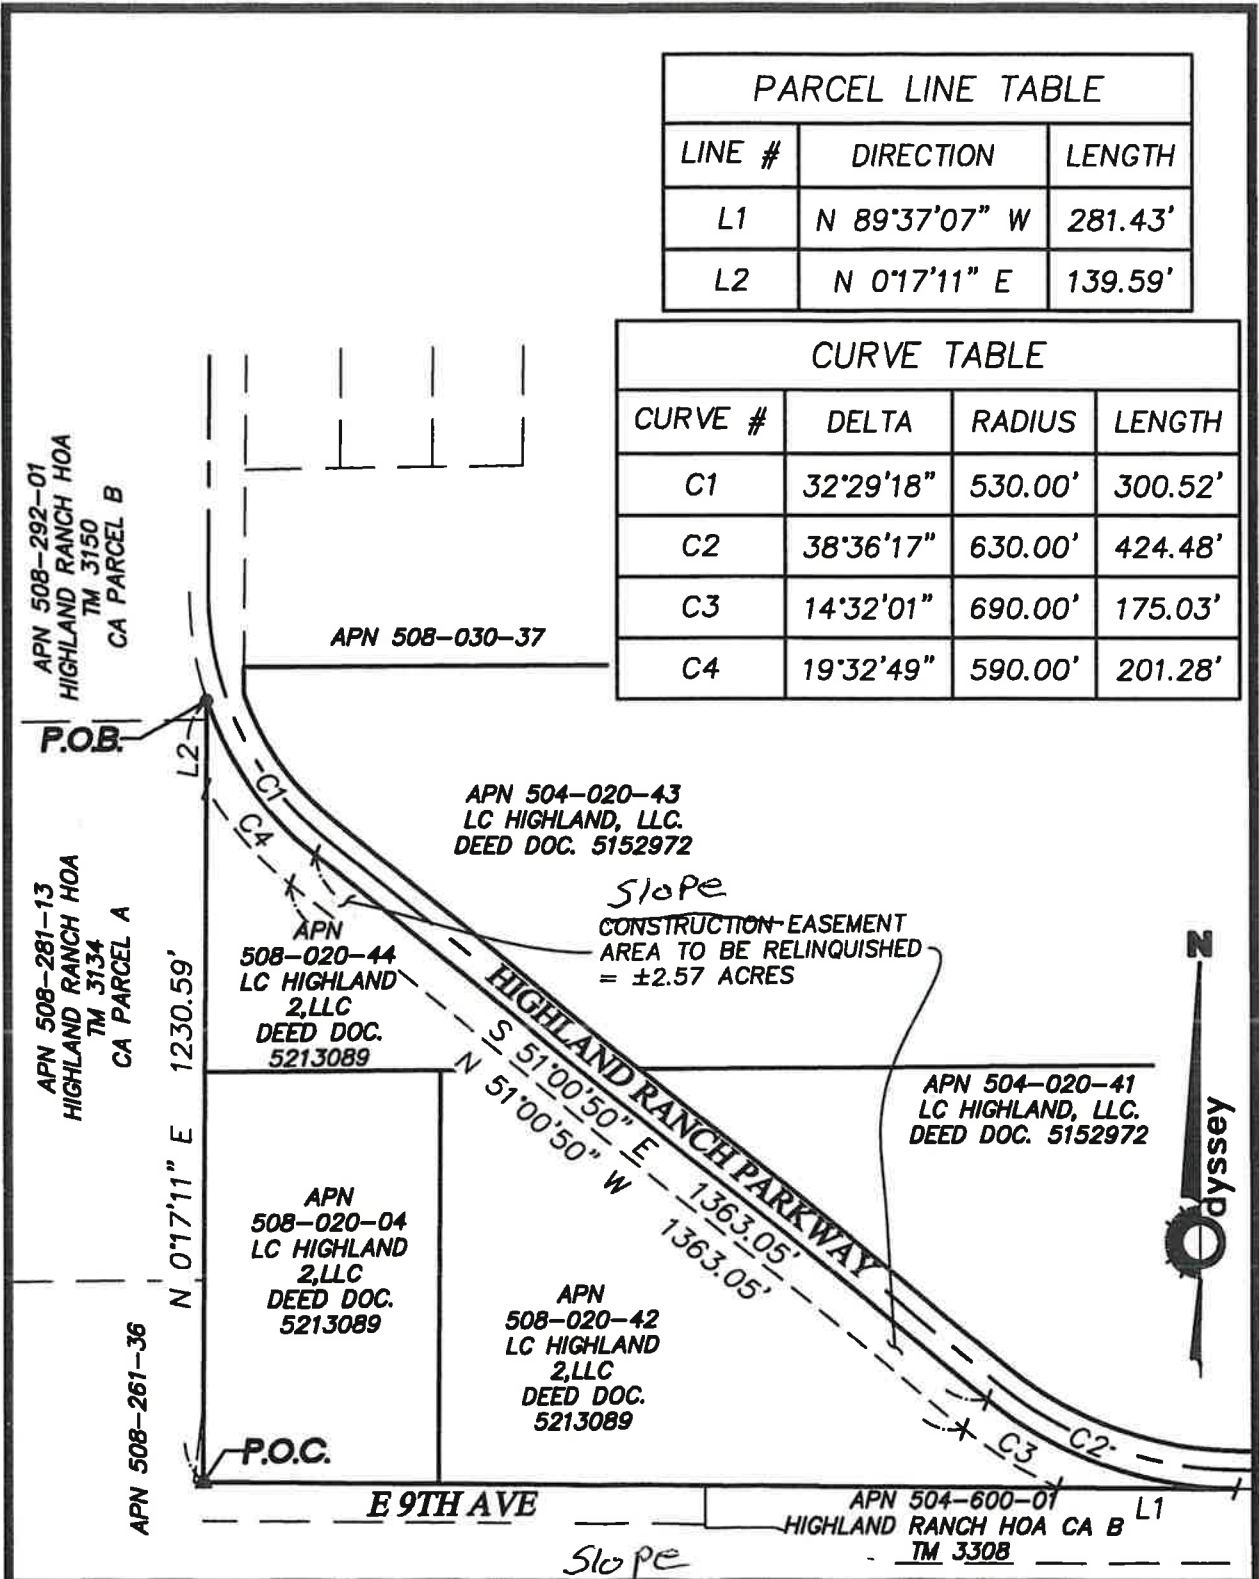 PARCEL LINE TABLE
LINE # DIRECTION LENGTH
L1 N 89°37'07" W 281.43'
L2 N 0°17'11" E 139.59'
CURVE TABLE
CURVE # DELTA RADIUS LENGTH
C1 32°29'18" 530.00' 300.52'
C2 38°36'17" 630.00' 424.48'
C3 14°32'01" 690.00' 175.03'
C4 19°32'49" 590.00' 201.28'
APN 508-292-01
HIGHLAND RANCH HOA
TM 3150
CA PARCEL B
APN 508-030-37
P.O.B.
L2
C1
C4
APN 504-020-43
LC HIGHLAND, LLC.
DEED DOC. 5152972
Slope
CONSTRUCTION EASEMENT
AREA TO BE RELINQUISHED
= ±2.57 ACRES
APN 508-281-13
HIGHLAND RANCH HOA
TM 3134
CA PARCEL A
N 0°17'11" E 1230.59'
APN
508-020-44
LC HIGHLAND
2,LLC
DEED DOC.
5213089
HIGHLAND RANCH PARKWAY
S 51°00'50" E 1363.05'
N 51°00'50" W 1363.05'
N
dyssey
APN 504-020-41
LC HIGHLAND, LLC.
DEED DOC. 5152972
APN
508-020-04
LC HIGHLAND
2,LLC
DEED DOC.
5213089
APN
508-020-42
LC HIGHLAND
2,LLC
DEED DOC.
5213089
APN 508-261-36
P.O.C.
C2
C3
E 9TH AVE
L1
APN 504-600-01
HIGHLAND RANCH HOA CA B
TM 3308
Slope